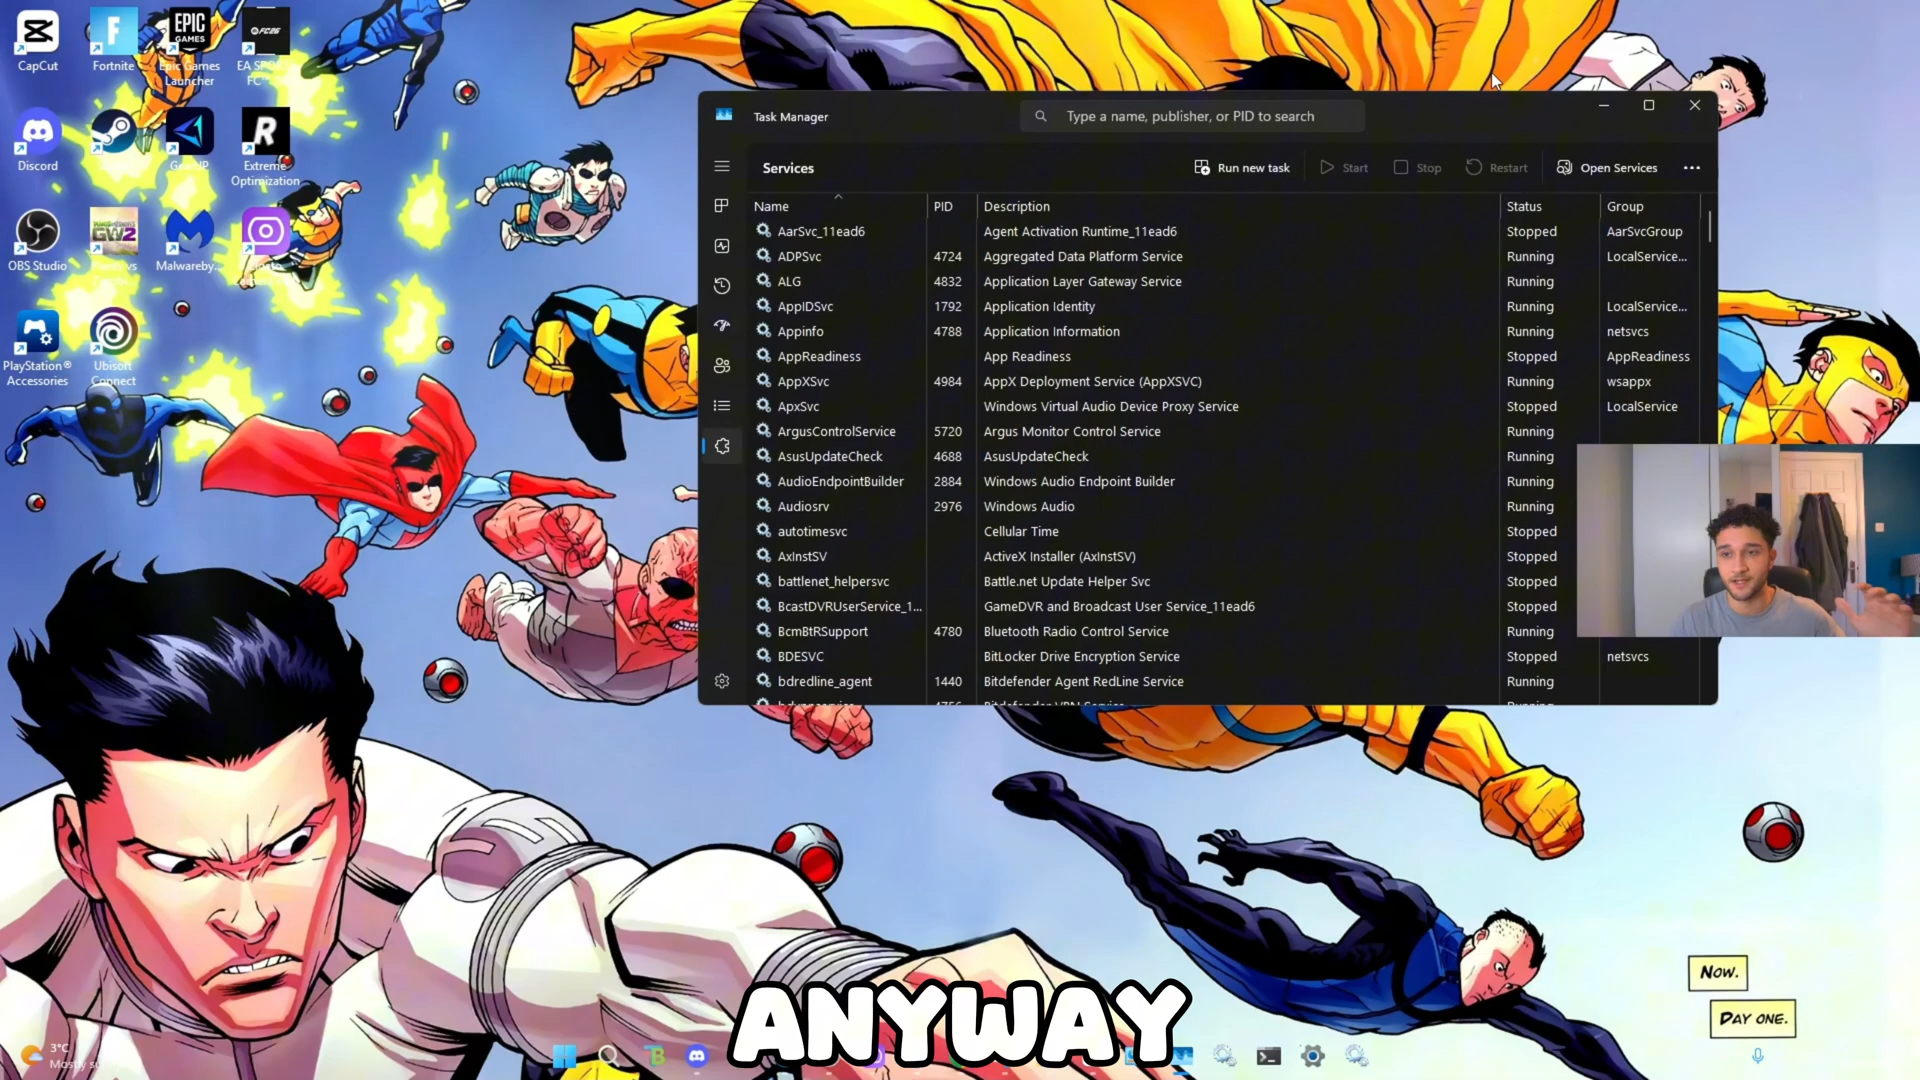 CapCut
Fortnite
EPIC
GAMES
Epic Games
Launcher
FC26
Discord
Extreme
Optimization
OBS Studio
GW2
Malwareby...
PlayStation®
Accessories
Ubisoft
Connect
Task Manager
Type a name, publisher, or PID to search
Services
Run new task
Start
Stop
Restart
Open Services
Name PID Description Status Group
AarSvc_11ead6 Agent Activation Runtime_11ead6 Stopped AarSvcGroup
ADPSvc 4724 Aggregated Data Platform Service Running LocalService...
ALG 4832 Application Layer Gateway Service Running
AppIDSvc 1792 Application Identity Running LocalService...
Appinfo 4788 Application Information Running netsvcs
AppReadiness App Readiness Stopped AppReadiness
AppXSvc 4984 AppX Deployment Service (AppXSVC) Running wsappx
ApxSvc Windows Virtual Audio Device Proxy Service Stopped LocalService
ArgusControlService 5720 Argus Monitor Control Service Running
AsusUpdateCheck 4688 AsusUpdateCheck Running
AudioEndpointBuilder 2884 Windows Audio Endpoint Builder Running
Audiosrv 2976 Windows Audio Running
autotimesvc Cellular Time Stopped
AxInstSV ActiveX Installer (AxInstSV) Stopped
battlenet_helpersvc Battle.net Update Helper Svc Stopped
BcastDVRUserService_1... GameDVR and Broadcast User Service_11ead6 Stopped
BcmBtRSupport 4780 Bluetooth Radio Control Service Running
BDESVC BitLocker Drive Encryption Service Stopped netsvcs
bdredline_agent 1440 Bitdefender Agent RedLine Service Running
NOW.
DAY ONE.
ANYWAY
3°C